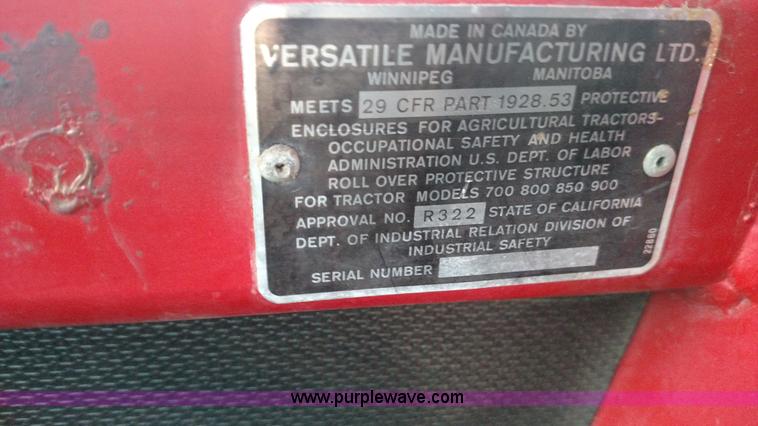 MADE IN CANADA BY
VERSATILE MANUFACTURING LTD.
WINNIPEG MANITOBA
MEETS 29 CFR PART 1928.53 PROTECTIVE
ENCLOSURES FOR AGRICULTURAL TRACTORS-
OCCUPATIONAL SAFETY AND HEALTH
ADMINISTRATION U.S. DEPT. OF LABOR
ROLL OVER PROTECTIVE STRUCTURE
FOR TRACTOR MODELS 700 800 850 900
APPROVAL NO. R322 STATE OF CALIFORNIA
DEPT. OF INDUSTRIAL RELATION DIVISION OF
INDUSTRIAL SAFETY
SERIAL NUMBER
22860
www.purplewave.com